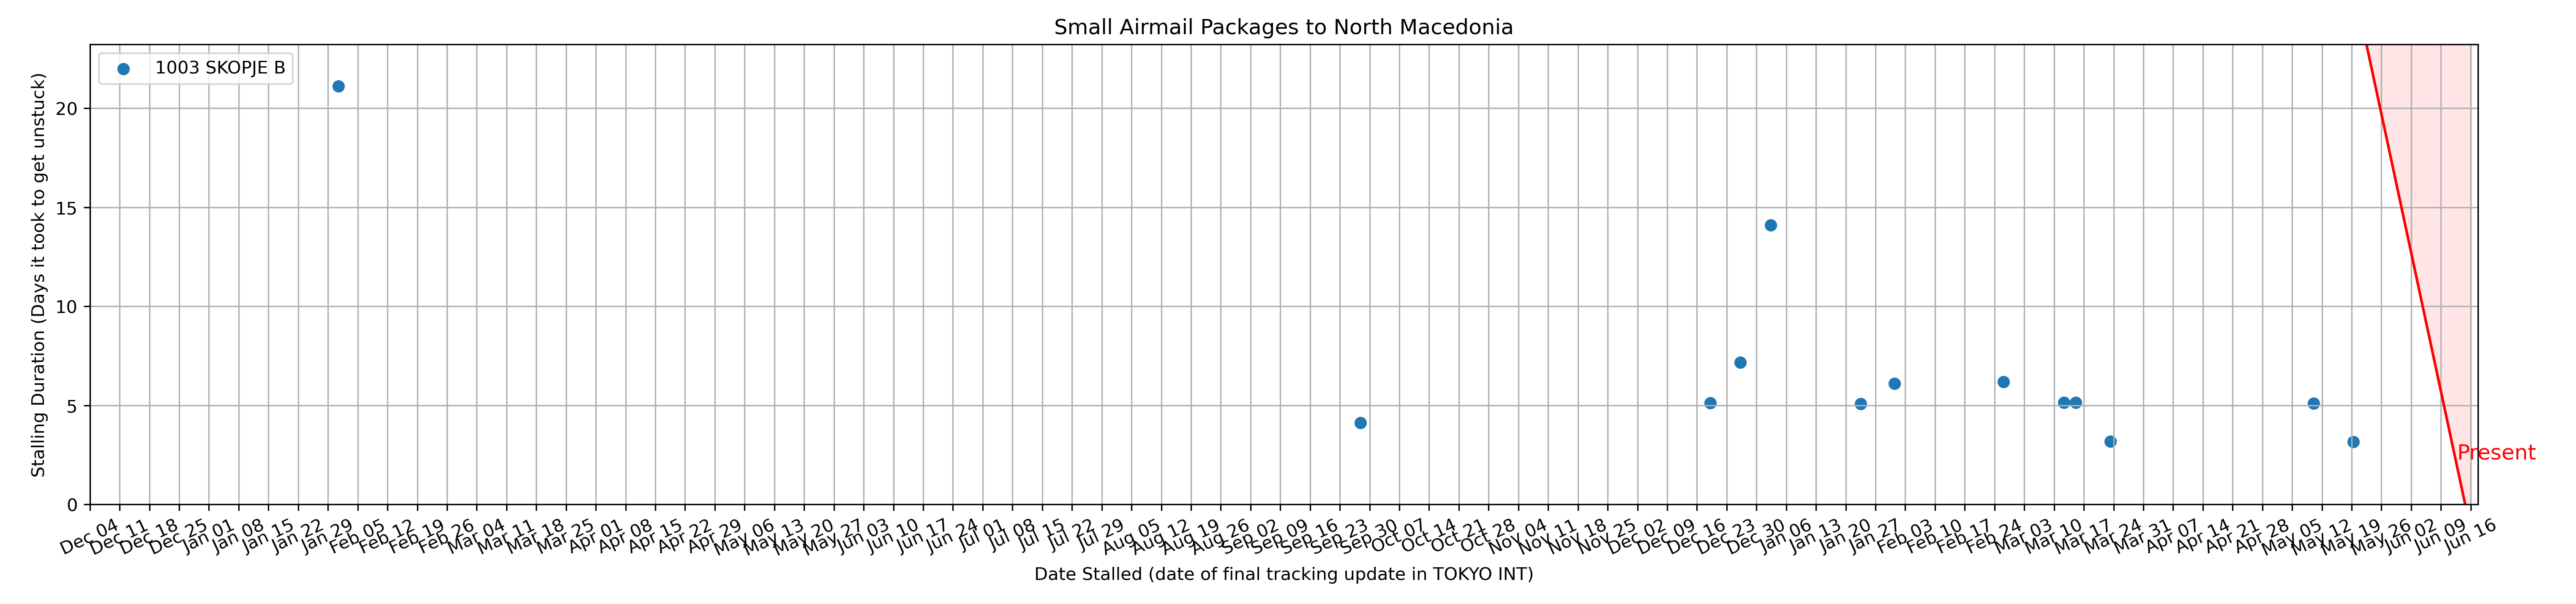 Small Airmail Packages to North Macedonia
1003 SKOPJE B
Stalling Duration (Days it took to get unstuck)
20
15
10
5
0
Present
Dec 04
Dec 11
Dec 18
Dec 25
Jan 01
Jan 08
Jan 15
Jan 22
Jan 29
Feb 05
Feb 12
Feb 19
Feb 26
Mar 04
Mar 11
Mar 18
Mar 25
Apr 01
Apr 08
Apr 15
Apr 22
Apr 29
May 06
May 13
May 20
May 27
Jun 03
Jun 10
Jun 17
Jun 24
Jul 01
Jul 08
Jul 15
Jul 22
Jul 29
Aug 05
Aug 12
Aug 19
Aug 26
Sep 02
Sep 09
Sep 16
Sep 23
Sep 30
Oct 07
Oct 14
Oct 21
Oct 28
Nov 04
Nov 11
Nov 18
Nov 25
Dec 02
Dec 09
Dec 16
Dec 23
Dec 30
Jan 06
Jan 13
Jan 20
Jan 27
Feb 03
Feb 10
Feb 17
Feb 24
Mar 03
Mar 10
Mar 17
Mar 24
Mar 31
Apr 07
Apr 14
Apr 21
Apr 28
May 05
May 12
May 19
May 26
Jun 02
Jun 09
Jun 16
Date Stalled (date of final tracking update in TOKYO INT)